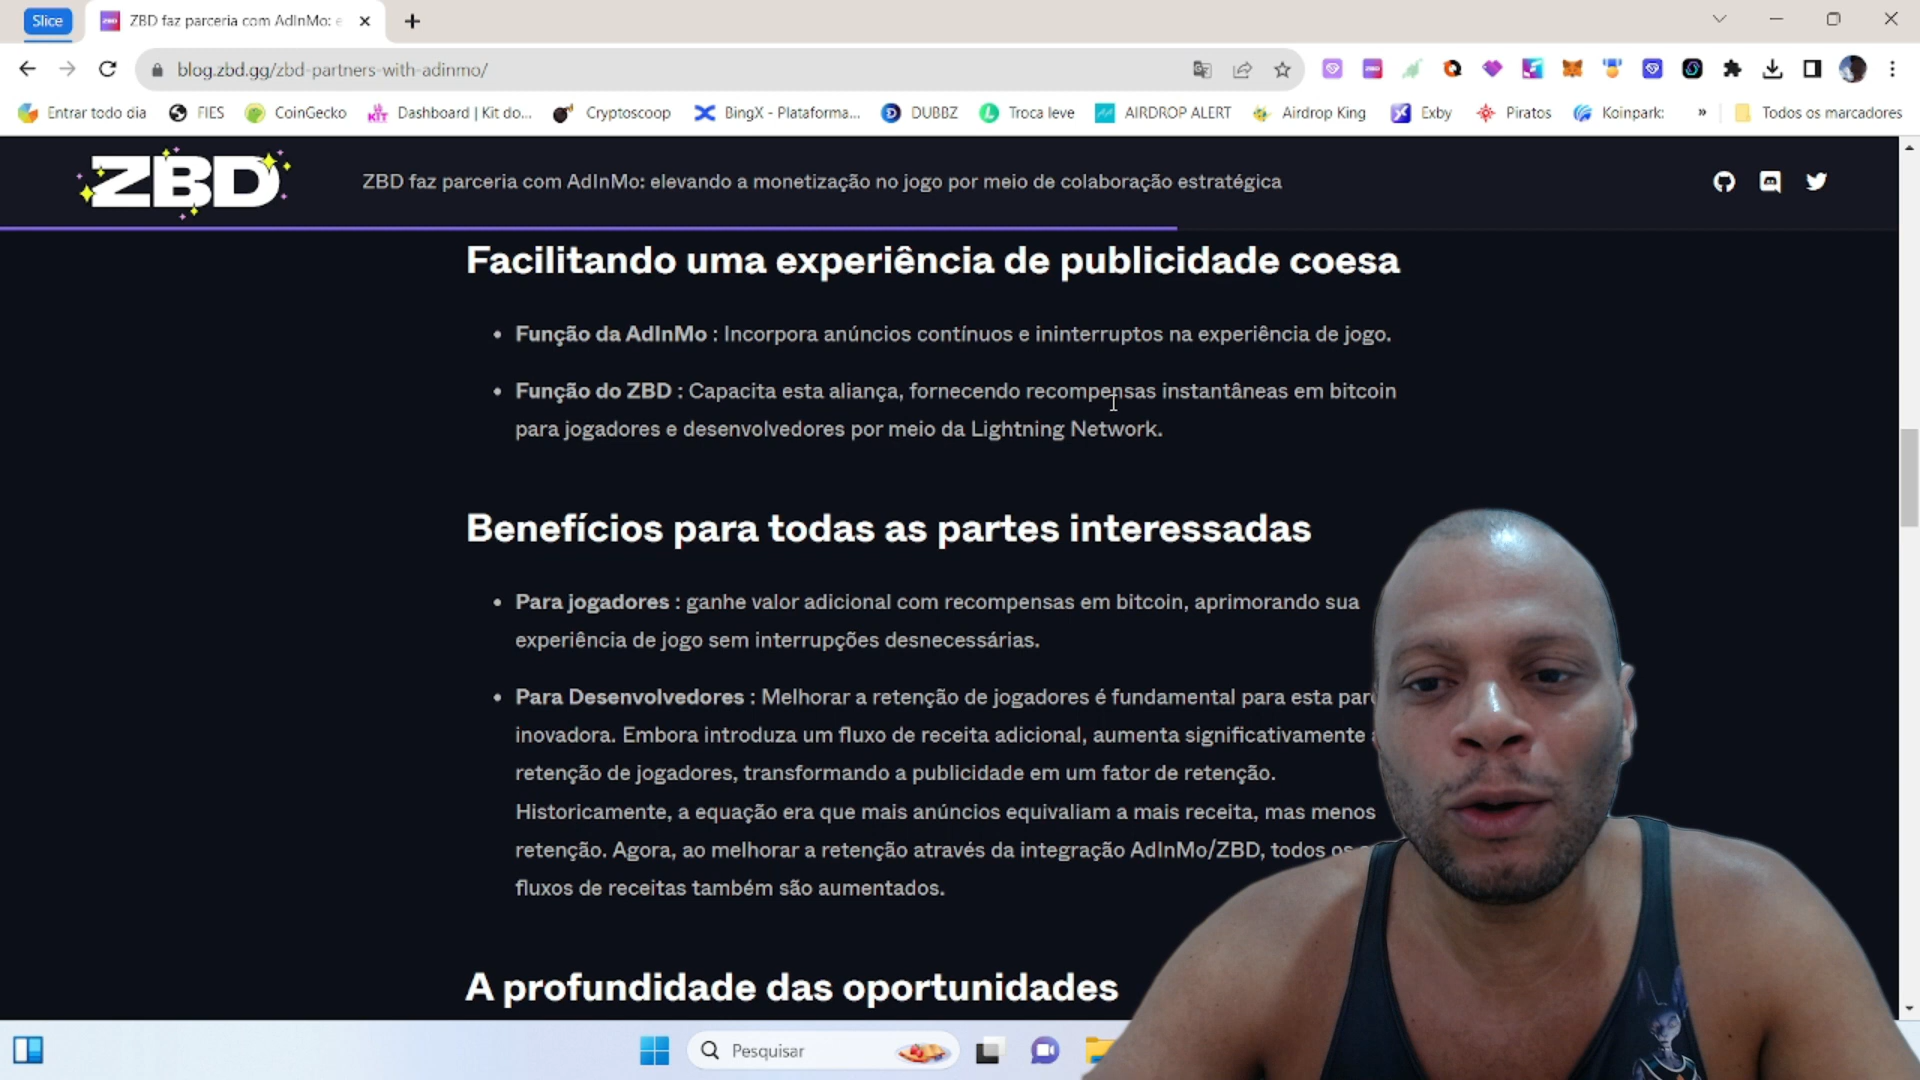 Slice
ZBD faz parceria com AdInMo: e
blog.zbd.gg/zbd-partners-with-adinmo/
Entrar todo dia
FIES
CoinGecko
Dashboard | Kit do...
Cryptoscoop
BingX - Plataforma...
DUBBZ
Troca leve
AIRDROP ALERT
Airdrop King
Exby
Piratos
Koinpark:
»
Todos os marcadores
ZBD
ZBD faz parceria com AdInMo: elevando a monetização no jogo por meio de colaboração estratégica
Facilitando uma experiência de publicidade coesa
• Função da AdInMo : Incorpora anúncios contínuos e ininterruptos na experiência de jogo.
• Função do ZBD : Capacita esta aliança, fornecendo recompensas instantâneas em bitcoin
para jogadores e desenvolvedores por meio da Lightning Network.
Benefícios para todas as partes interessadas
• Para jogadores : ganhe valor adicional com recompensas em bitcoin, aprimorando sua
experiência de jogo sem interrupções desnecessárias.
• Para Desenvolvedores : Melhorar a retenção de jogadores é fundamental para esta
inovadora. Embora introduza um fluxo de receita adicional, aumenta significativamente
retenção de jogadores, transformando a publicidade em um fator de retenção.
Historicamente, a equação era que mais anúncios equivaliam a mais receita, mas menos
retenção. Agora, ao melhorar a retenção através da integração AdInMo/ZBD, todos os
fluxos de receitas também são aumentados.
A profundidade das oportunidades
Pesquisar